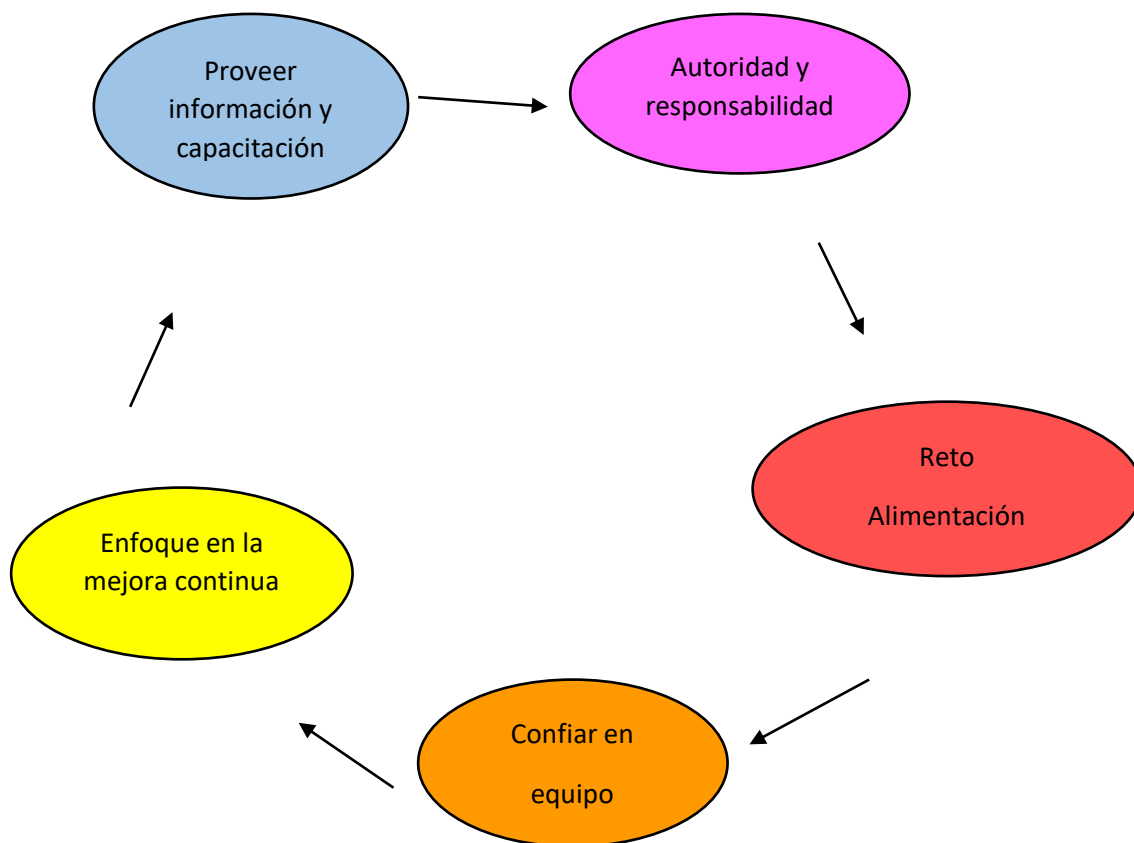 Proveer
información y
capacitación
Autoridad y
responsabilidad
Reto
Alimentación
Confiar en
equipo
Enfoque en la
mejora continua